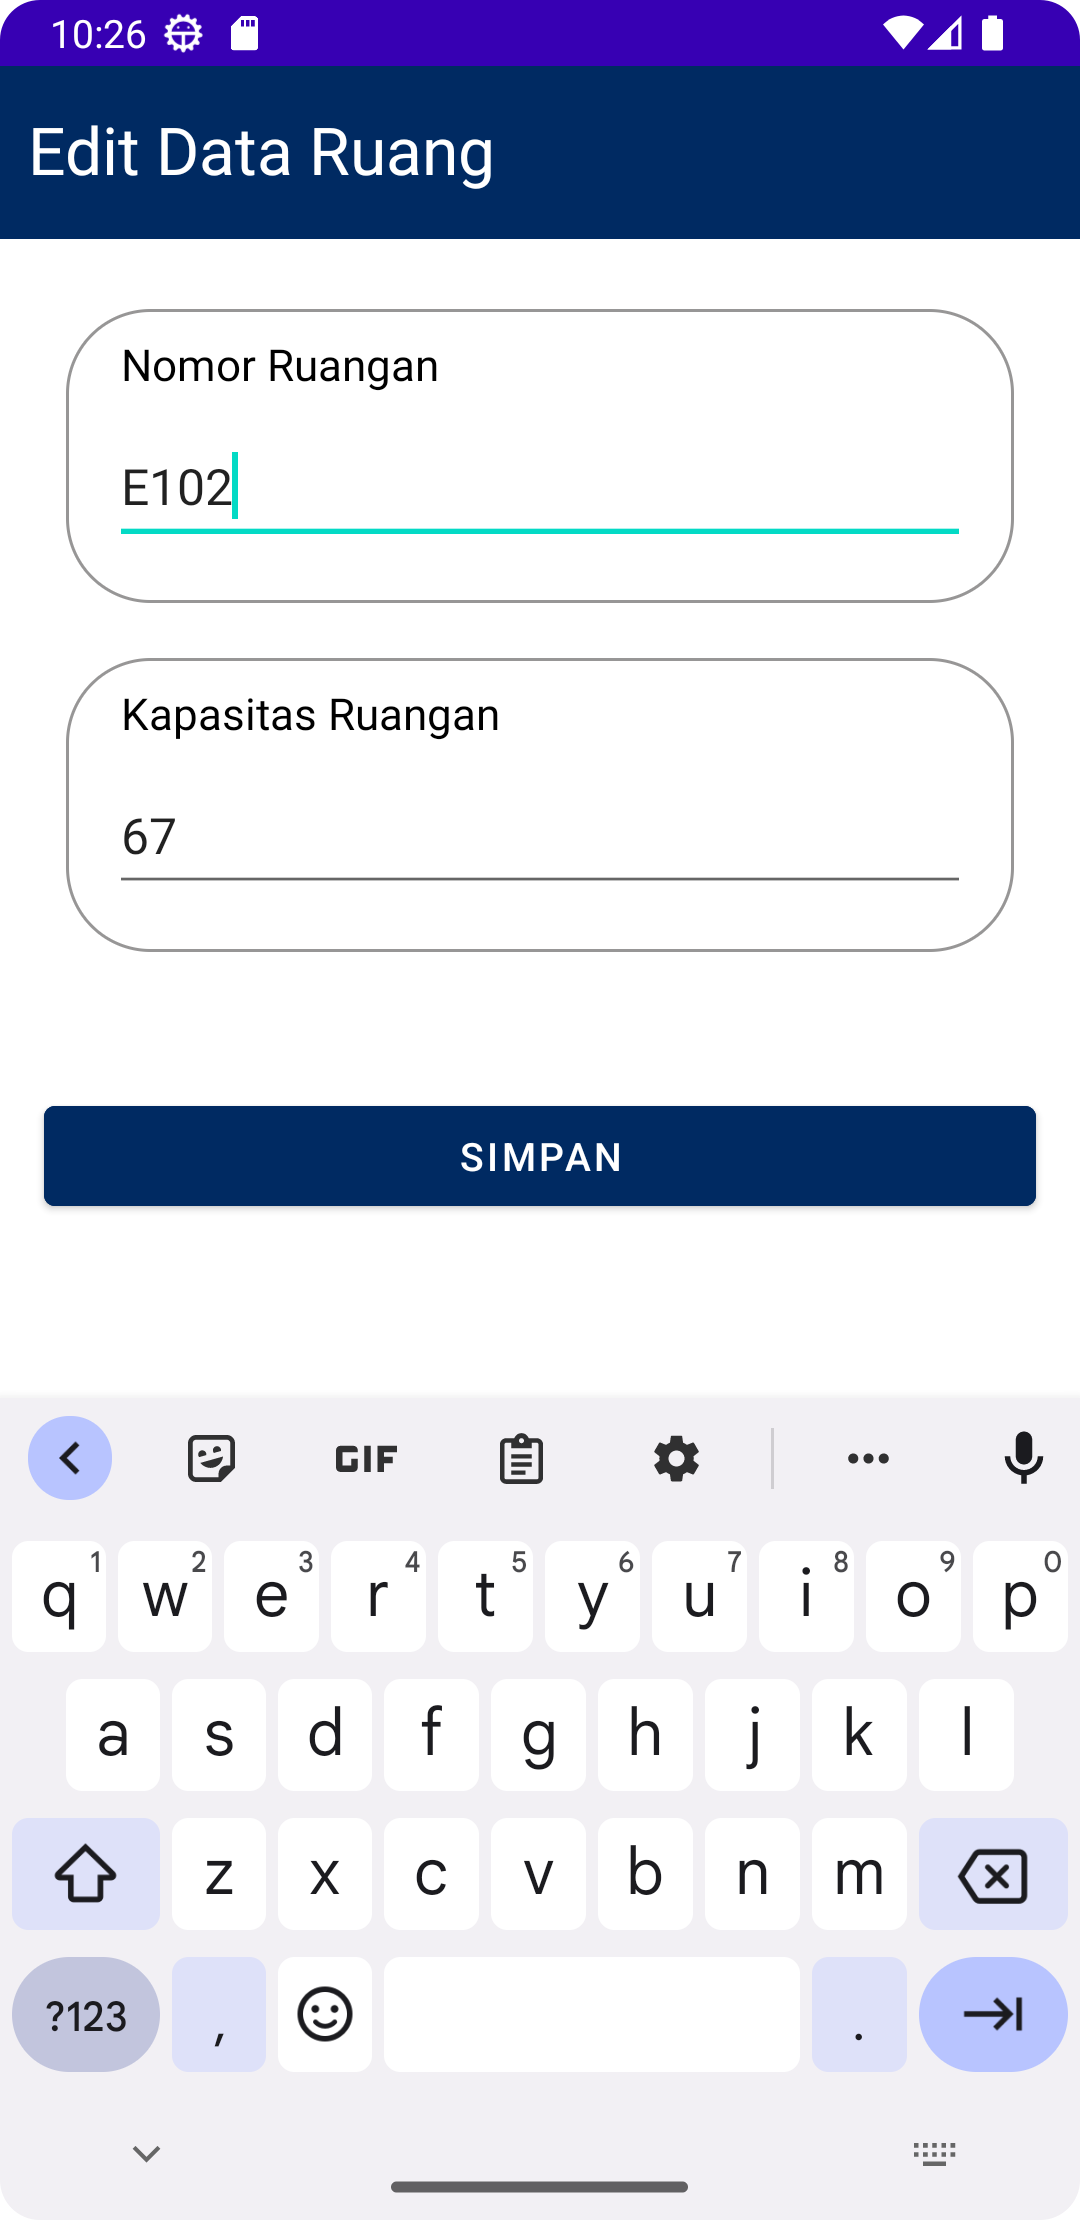 10:26
Edit Data Ruang
Nomor Ruangan
E102
Kapasitas Ruangan
67
SIMPAN
GIF
q 1 w 2 e 3 r 4 t 5 y 6 u 7 i 8 o 9 p 0
a s d f g h j k l
z x c v b n m
?123 , .